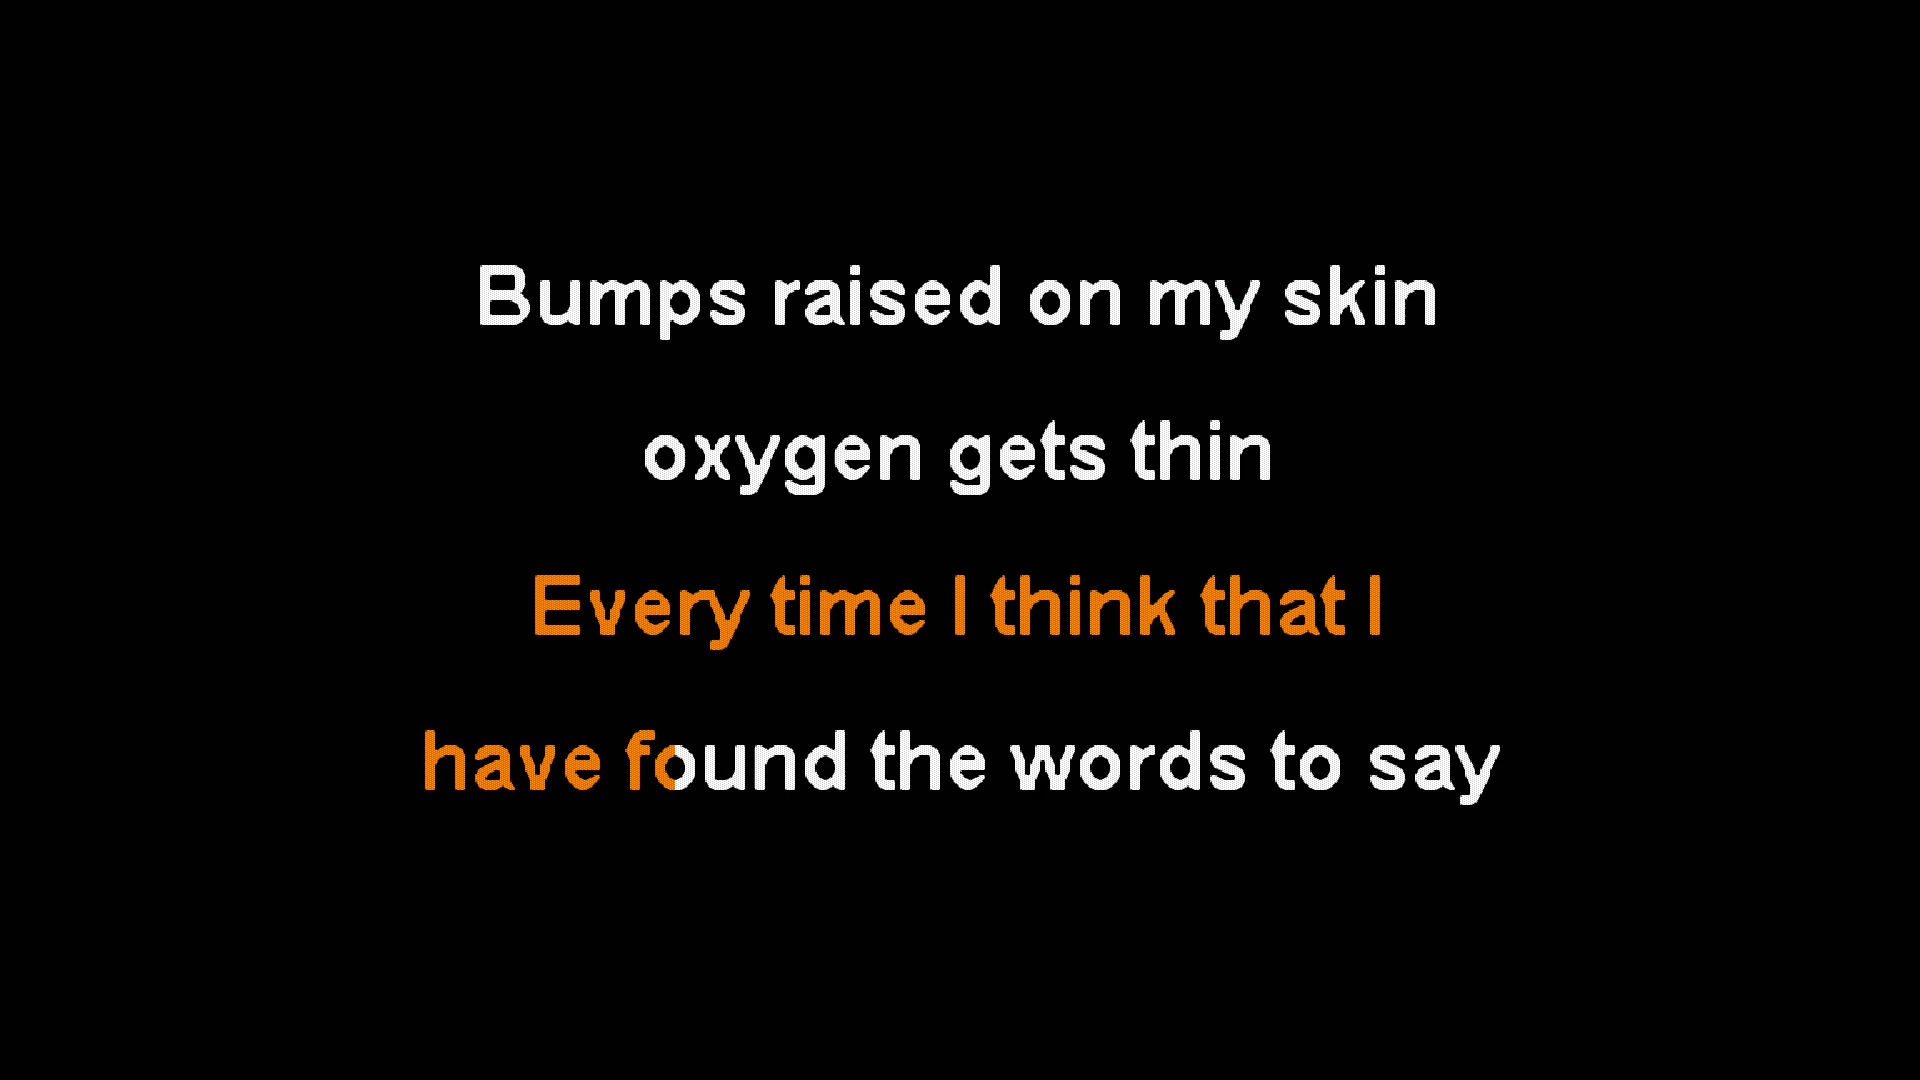 Bumps raised on my skin
oxygen gets thin
Every time I think that I
have found the words to say